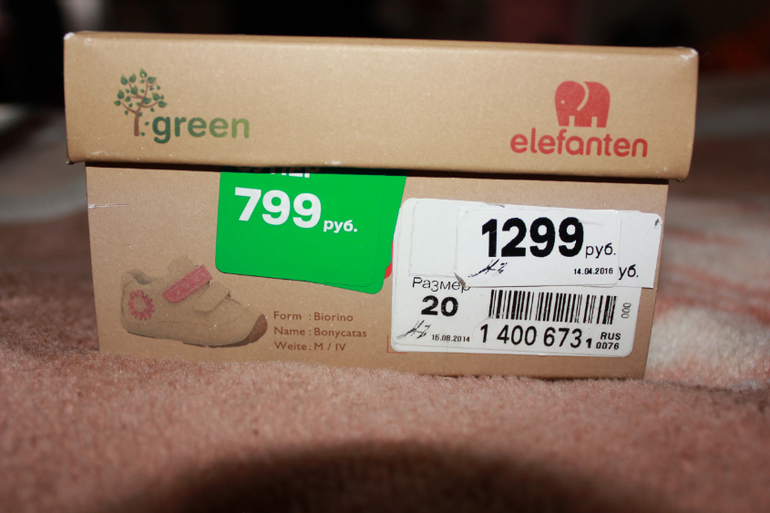 green
elefanten
799 руб.
1299 руб.
14.04.2016
уб.
Размер
20
15.08.2014
1 400 673 1
RUS
0076
000
Form : Biorino
Name : Bonycatas
Weite : M / IV